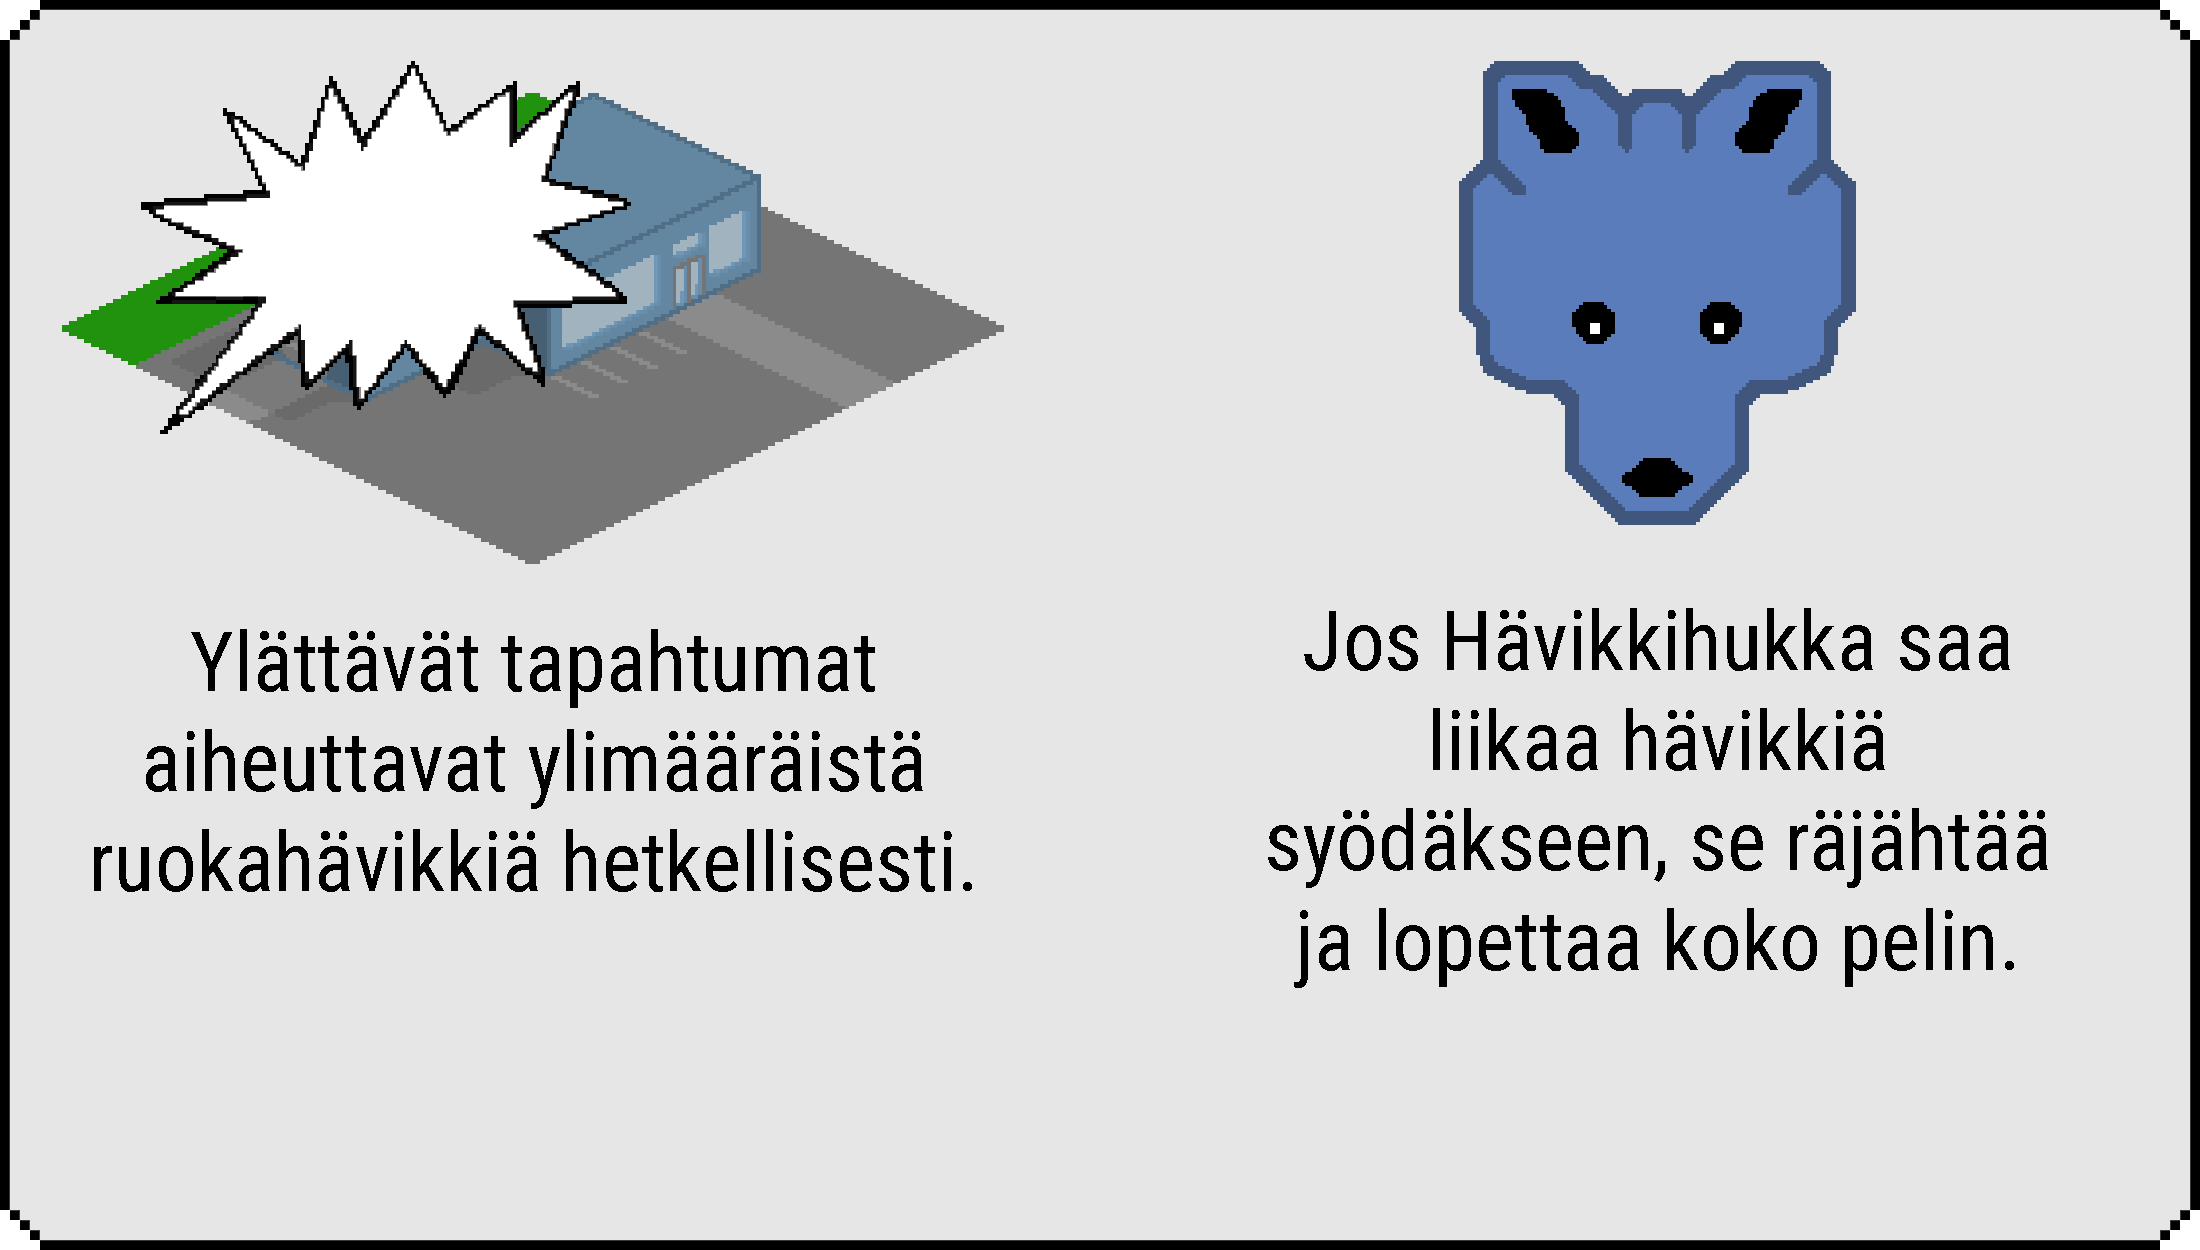 Ylättävät tapahtumat
aiheuttavat ylimääräistä
ruokahävikkiä hetkellisesti.
Jos Hävikkihukka saa
liikaa hävikkiä
syödäkseen, se räjähtää
ja lopettaa koko pelin.